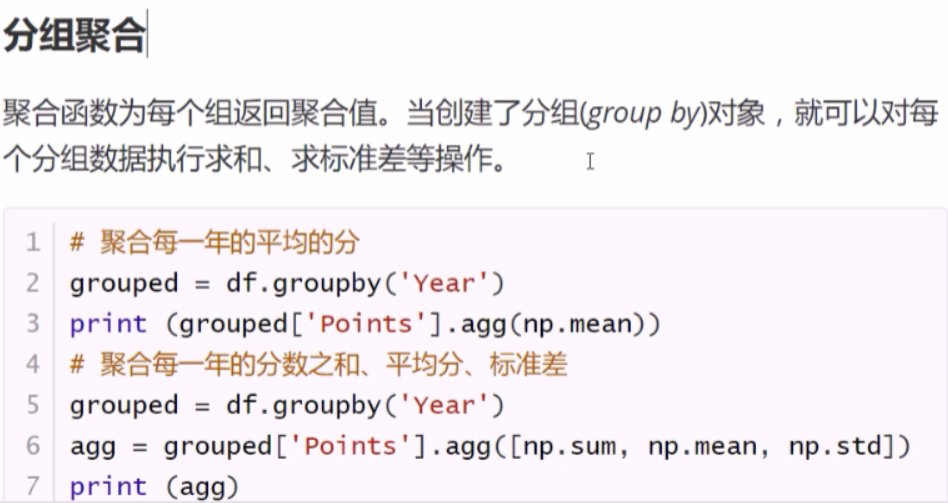 分组聚合
聚合函数为每个组返回聚合值。当创建了分组(group by)对象，就可以对每
个分组数据执行求和、求标准差等操作。
1 # 聚合每一年的平均的分
2 grouped = df.groupby('Year')
3 print (grouped['Points'].agg(np.mean))
4 # 聚合每一年的分数之和、平均分、标准差
5 grouped = df.groupby('Year')
6 agg = grouped['Points'].agg([np.sum, np.mean, np.std])
7 print (agg)